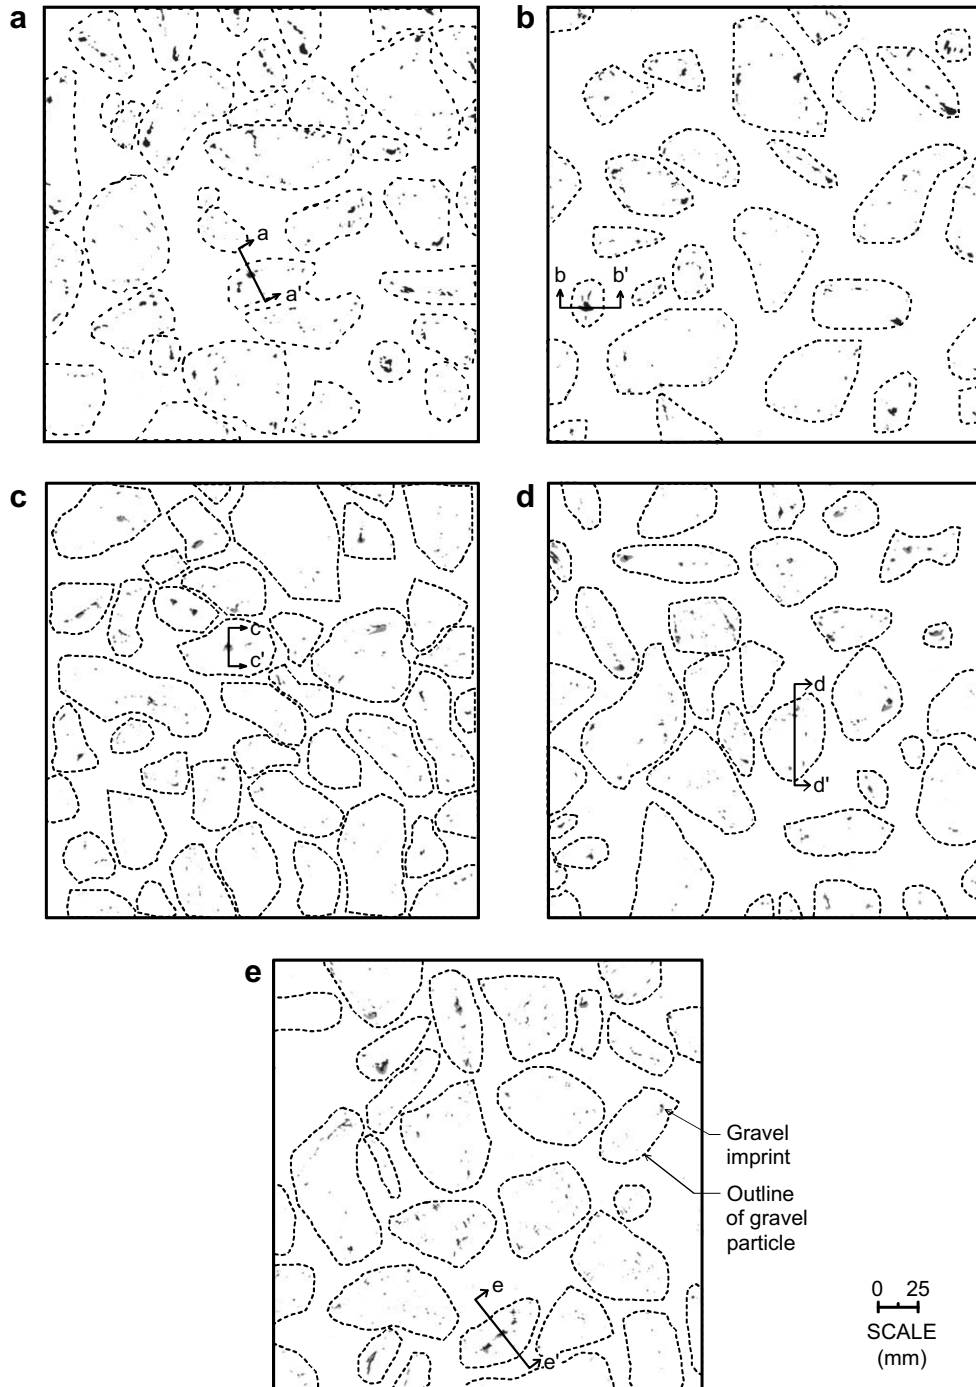 a
b
a
a'
b
b'
c
d
c
c'
d
d'
e
Gravel
imprint
Outline
of gravel
particle
e
e'
0 25
SCALE
(mm)